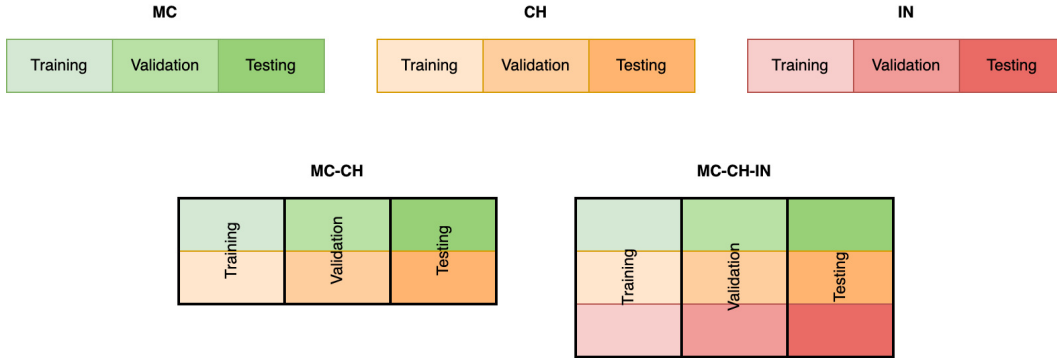 MC
CH
IN
Training Validation Testing
Training Validation Testing
Training Validation Testing
MC-CH
MC-CH-IN
Training Validation Testing
Training Validation Testing